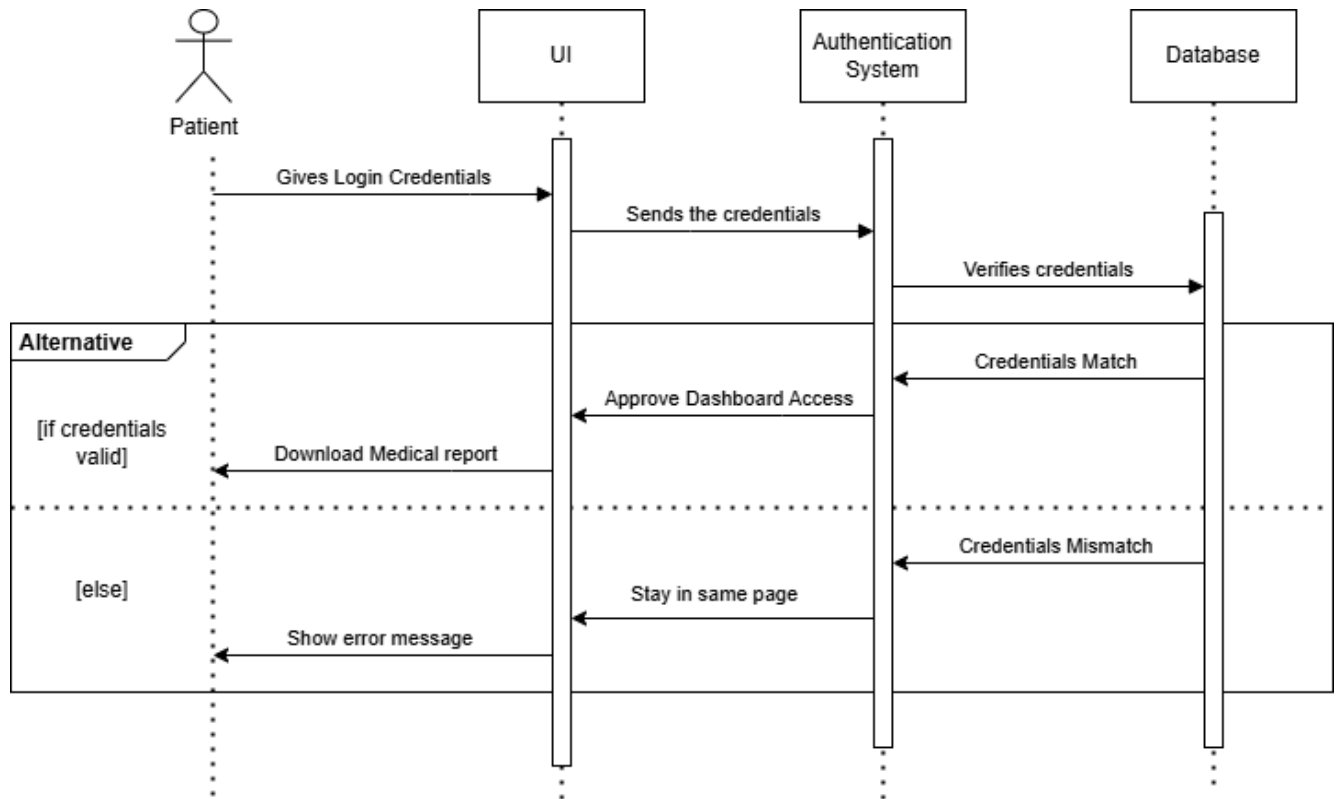 UI
Authentication
System
Database
Patient
Gives Login Credentials
Sends the credentials
Verifies credentials
Alternative
Credentials Match
Approve Dashboard Access
[if credentials
valid]
Download Medical report
Credentials Mismatch
[else]
Stay in same page
Show error message